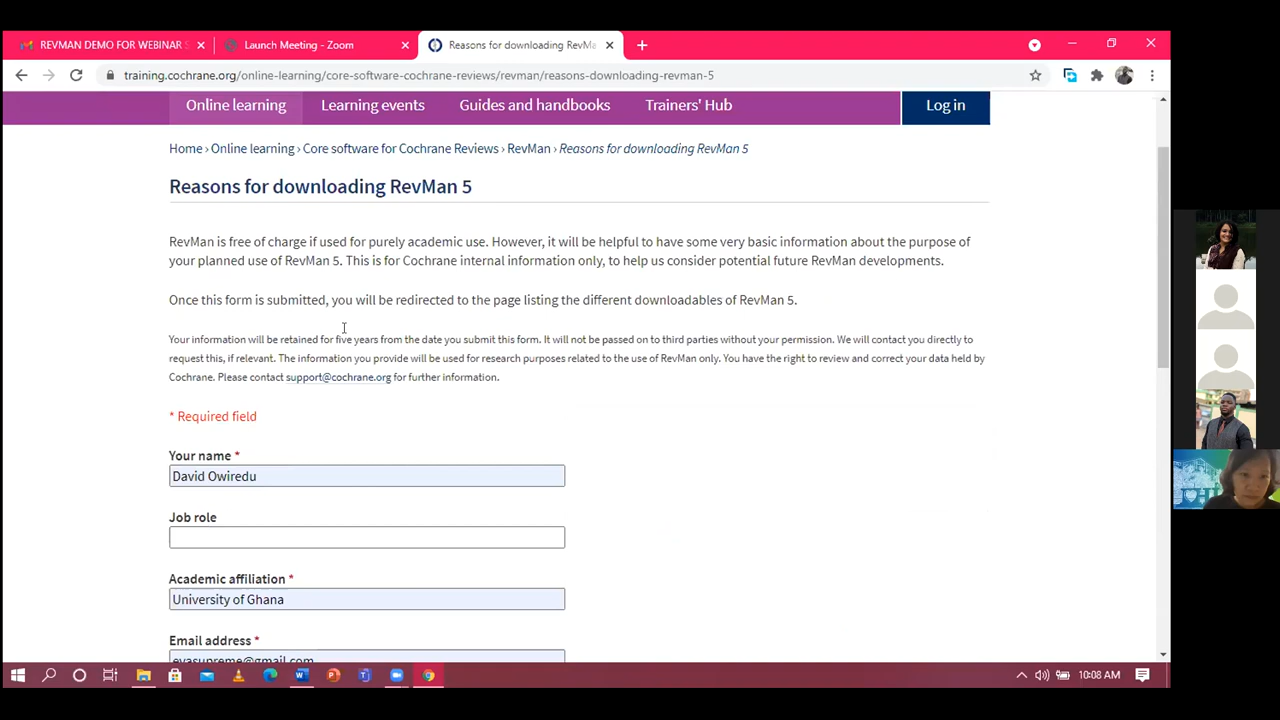 REVMAN DEMO FOR WEBINAR S
Launch Meeting - Zoom
Reasons for downloading RevMa
training.cochrane.org/online-learning/core-software-cochrane-reviews/revman/reasons-downloading-revman-5
Online learning
Learning events
Guides and handbooks
Trainers' Hub
Log in
Home › Online learning › Core software for Cochrane Reviews › RevMan › Reasons for downloading RevMan 5
Reasons for downloading RevMan 5
RevMan is free of charge if used for purely academic use. However, it will be helpful to have some very basic information about the purpose of
your planned use of RevMan 5. This is for Cochrane internal information only, to help us consider potential future RevMan developments.
Once this form is submitted, you will be redirected to the page listing the different downloadables of RevMan 5.
Your information will be retained for five years from the date you submit this form. It will not be passed on to third parties without your permission. We will contact you directly to
request this, if relevant. The information you provide will be used for research purposes related to the use of RevMan only. You have the right to review and correct your data held by
Cochrane. Please contact support@cochrane.org for further information.
* Required field
Your name *
David Owiredu
Job role
Academic affiliation *
University of Ghana
Email address *
evasupreme@gmail.com
10:08 AM